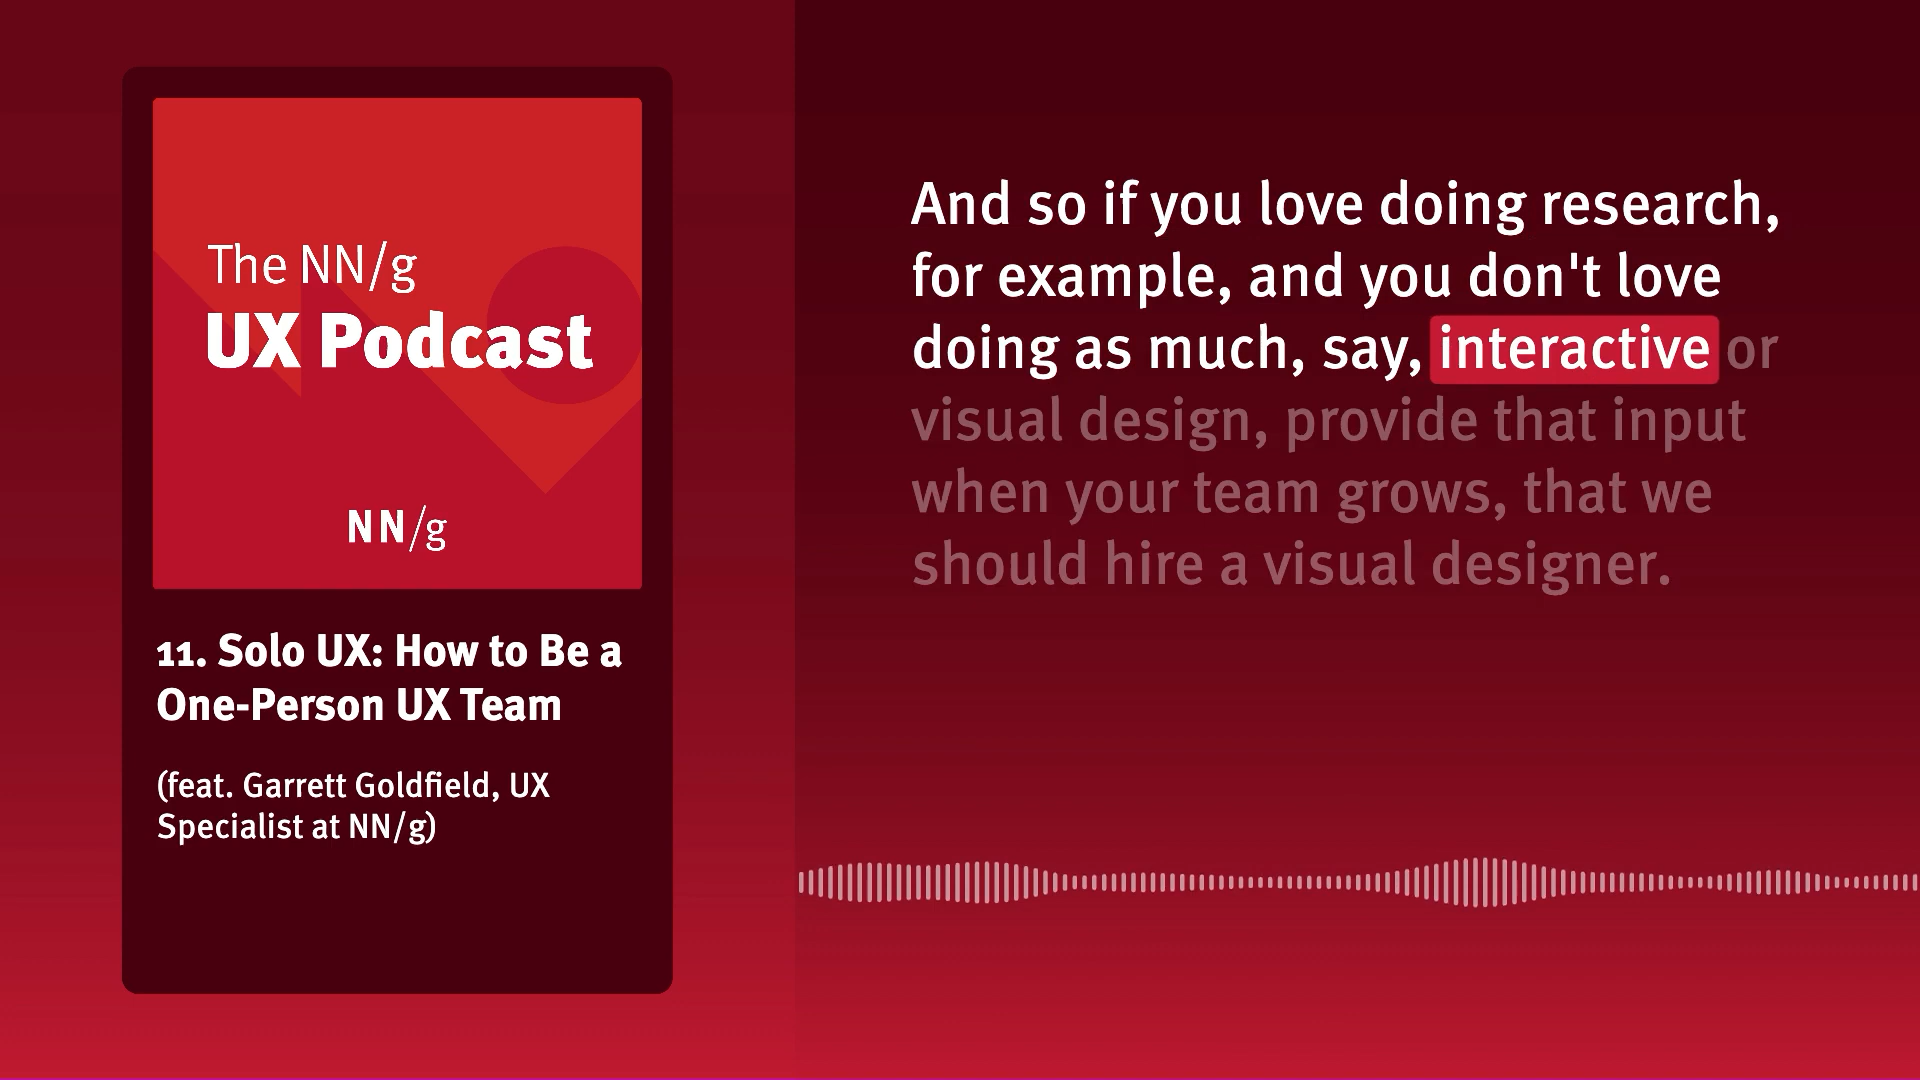 The NN/g
UX Podcast
NN/g
11. Solo UX: How to Be a
One-Person UX Team
(feat. Garrett Goldfield, UX
Specialist at NN/g)
And so if you love doing research,
for example, and you don't love
doing as much, say, interactive or
visual design, provide that input
when your team grows, that we
should hire a visual designer.